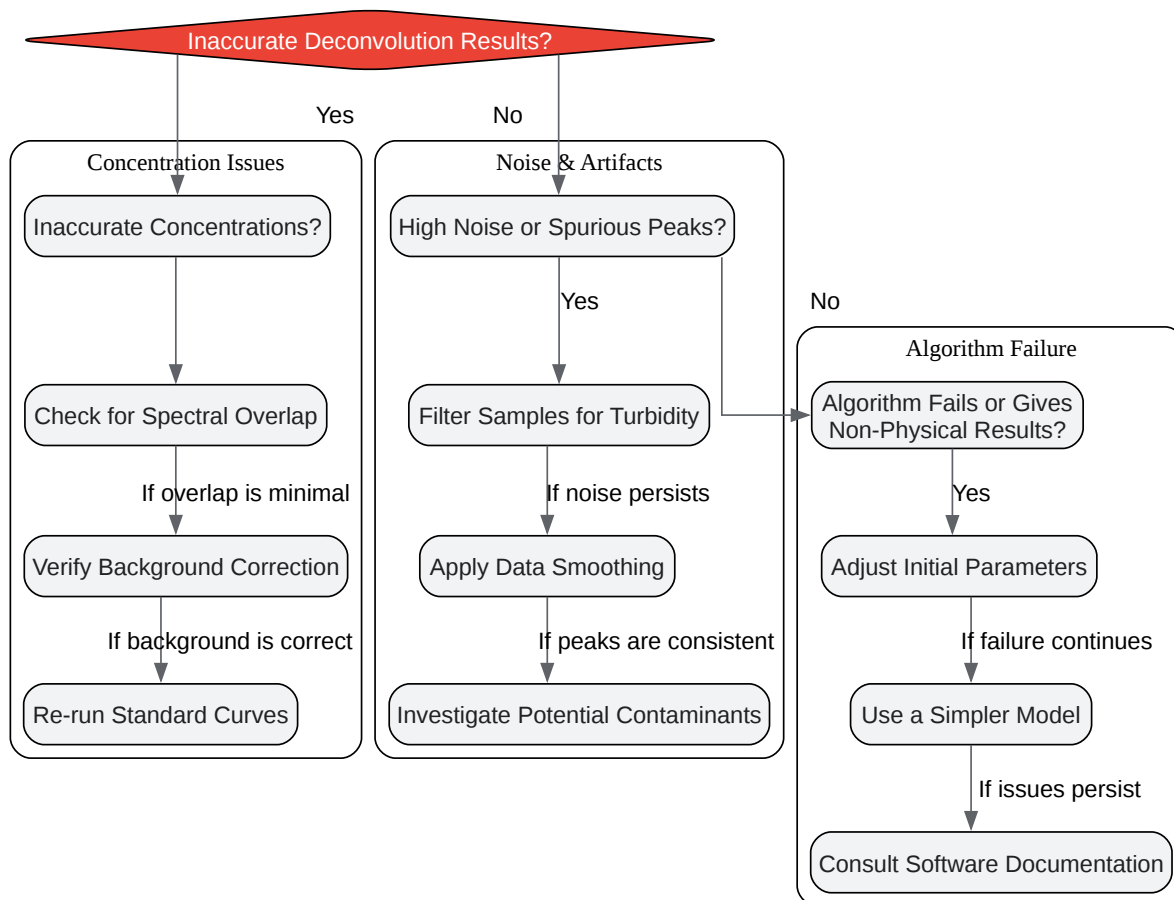 Inaccurate Deconvolution Results?
Yes
No
Concentration Issues
Inaccurate Concentrations?
Check for Spectral Overlap
If overlap is minimal
Verify Background Correction
If background is correct
Re-run Standard Curves
Noise & Artifacts
High Noise or Spurious Peaks?
Yes
No
Filter Samples for Turbidity
If noise persists
Apply Data Smoothing
If peaks are consistent
Investigate Potential Contaminants
Algorithm Failure
Algorithm Fails or Gives
Non-Physical Results?
Yes
Adjust Initial Parameters
If failure continues
Use a Simpler Model
If issues persist
Consult Software Documentation